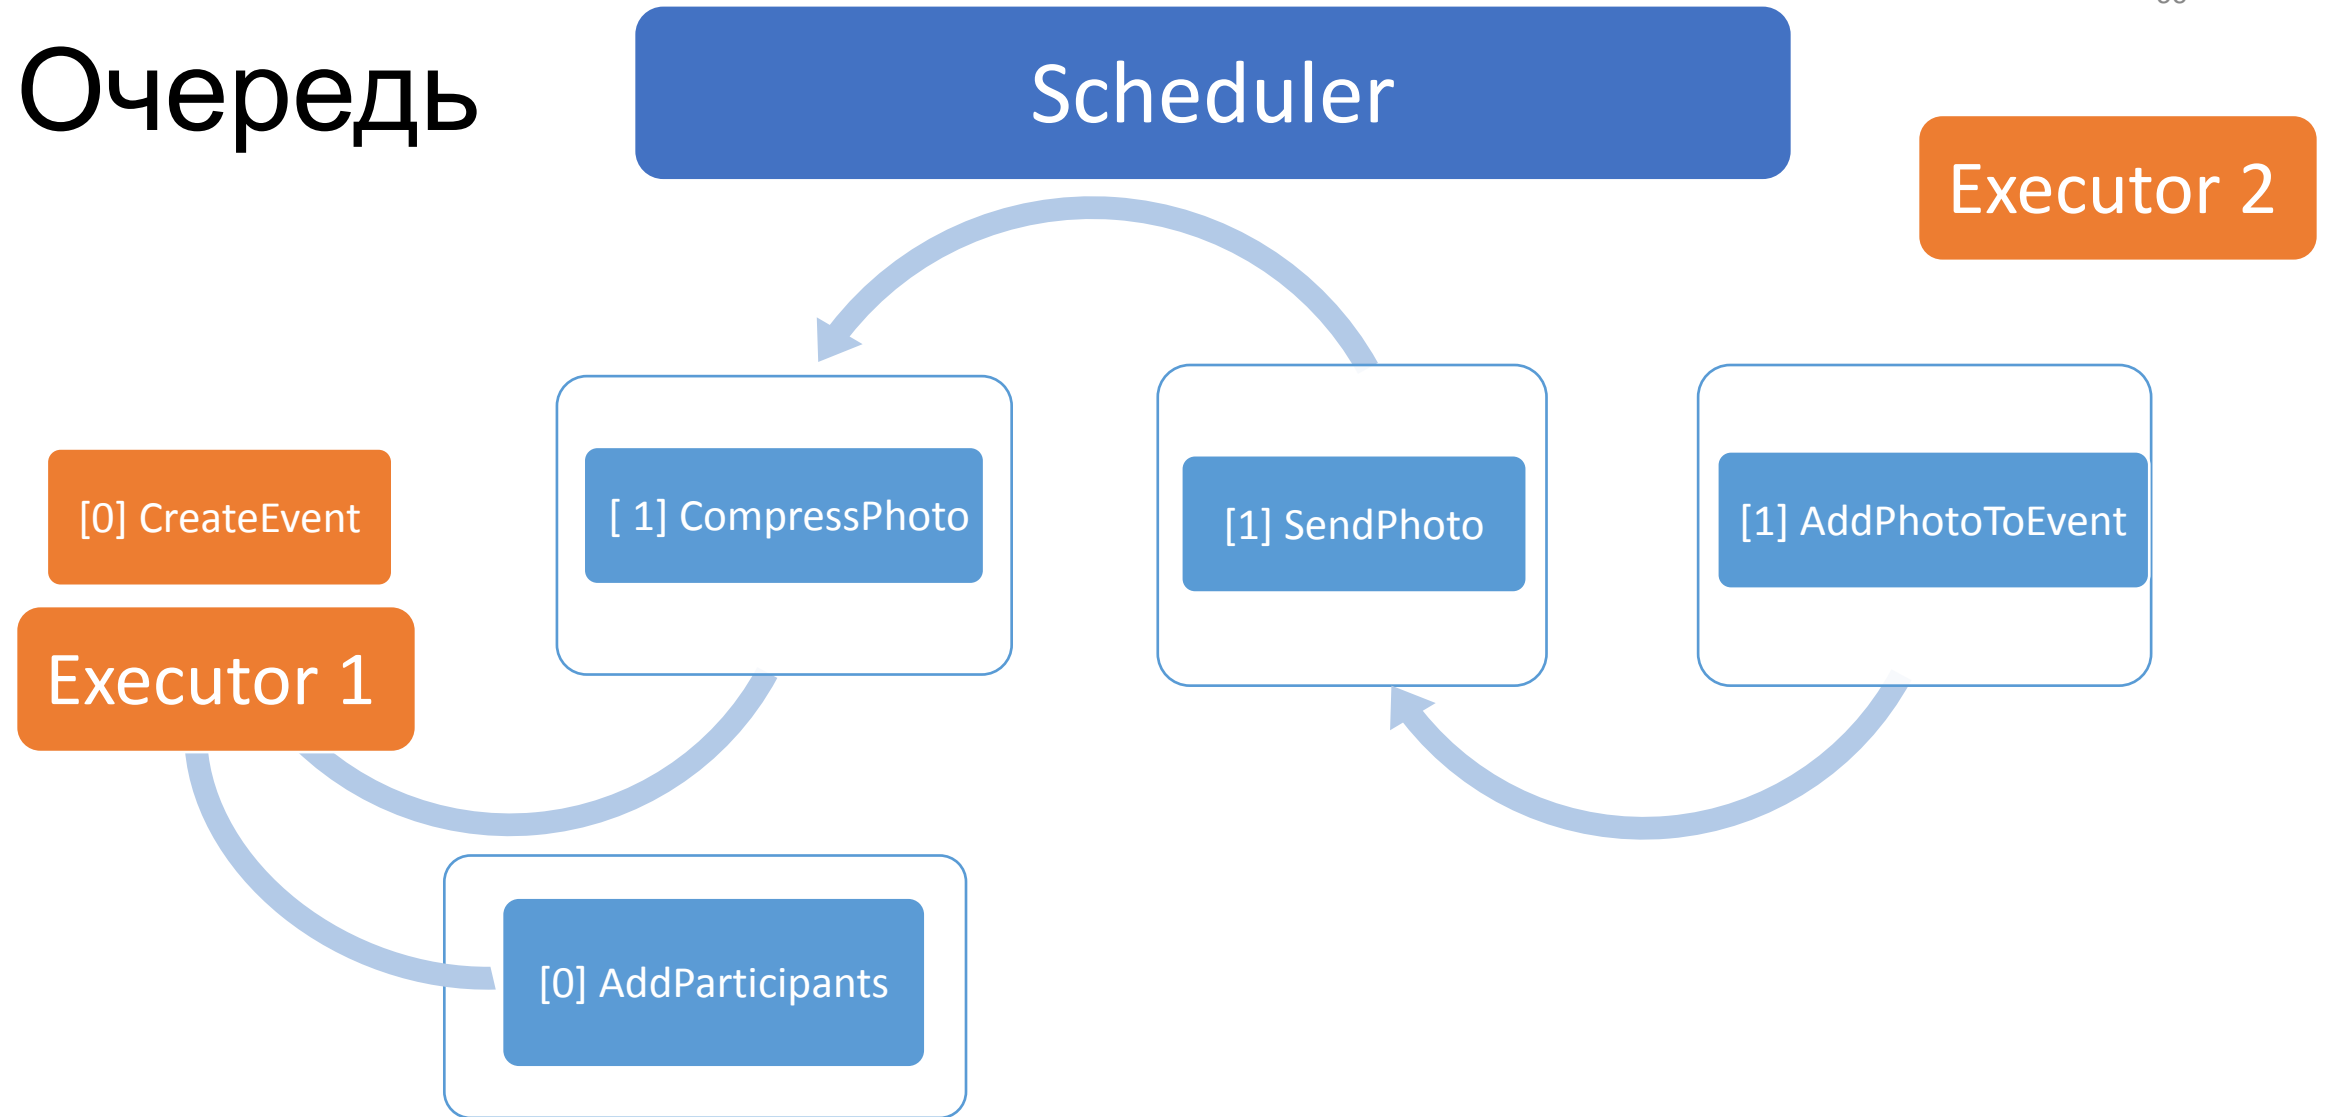 Очередь
Scheduler
Executor 2
[0] CreateEvent
[ 1] CompressPhoto
[1] SendPhoto
[1] AddPhotoToEvent
Executor 1
[0] AddParticipants